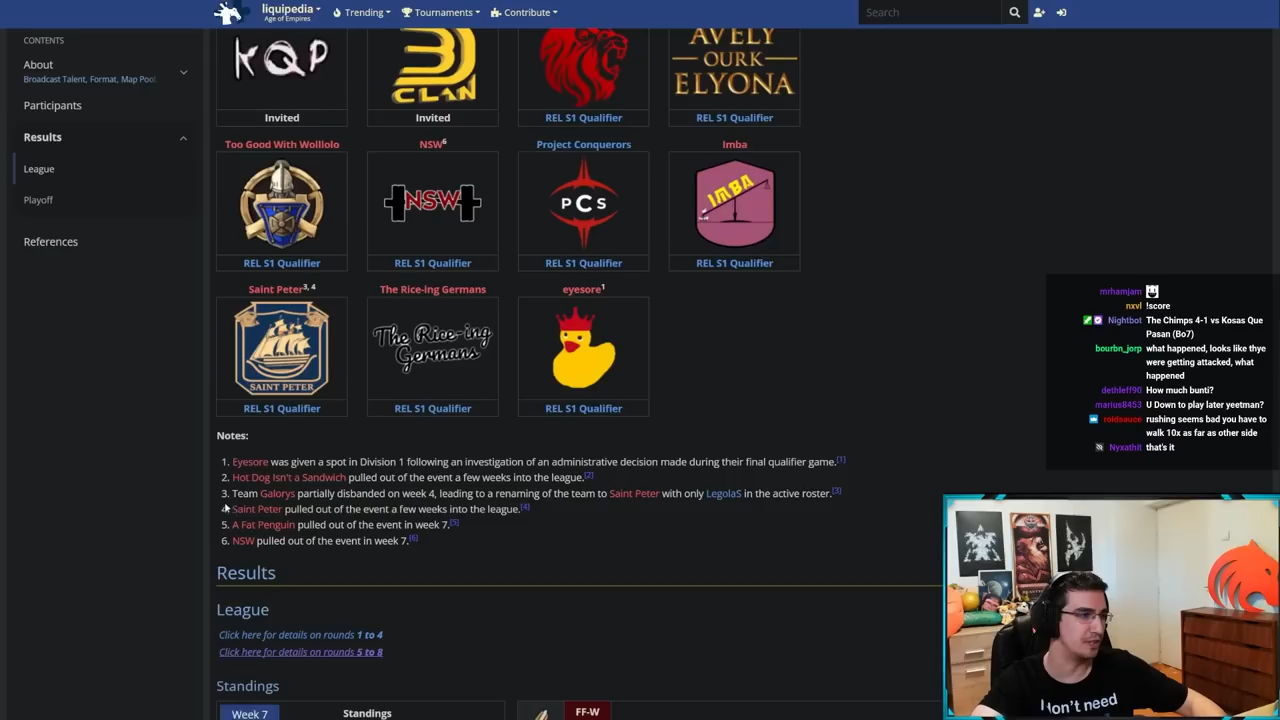 liquipedia
Age of Empires
Trending
Tournaments
Contribute
Search
CONTENTS
About
Broadcast Talent, Format, Map Pool
Participants
Results
League
Playoff
References
KQP
Invited
3D
CLAN
Invited
REL S1 Qualifier
AVELY
OURK
ELYONA
REL S1 Qualifier
Too Good With Wolllolo
REL S1 Qualifier
NSW6
NSW
REL S1 Qualifier
Project Conquerors
PCS
REL S1 Qualifier
Imba
IMBA
REL S1 Qualifier
Saint Peter3, 4
SAINT PETER
REL S1 Qualifier
The Rice-ing Germans
The Rice-ing
Germans
REL S1 Qualifier
eyesore1
REL S1 Qualifier
Notes:
1. Eyesore was given a spot in Division 1 following an investigation of an administrative decision made during their final qualifier game.[1]
2. Hot Dog Isn't a Sandwich pulled out of the event a few weeks into the league.[2]
3. Team Galorys partially disbanded on week 4, leading to a renaming of the team to Saint Peter with only LegolaS in the active roster.[3]
4. Saint Peter pulled out of the event a few weeks into the league.[4]
5. A Fat Penguin pulled out of the event in week 7.[5]
6. NSW pulled out of the event in week 7.[6]
Results
League
Click here for details on rounds 1 to 4
Click here for details on rounds 5 to 8
Standings
Week 7
Standings
FF-W
mrhamjam
nxvl !score
Nightbot The Chimps 4-1 vs Kosas Que
Pasan (Bo7)
bourbn_jorp what happened, looks like thye
were getting attacked, what
happened
dethleff90 How much bunti?
marius8453 U Down to play later yeetman?
roidsauce rushing seems bad you have to
walk 10x as far as other side
Nyxathit that's it
I don't need